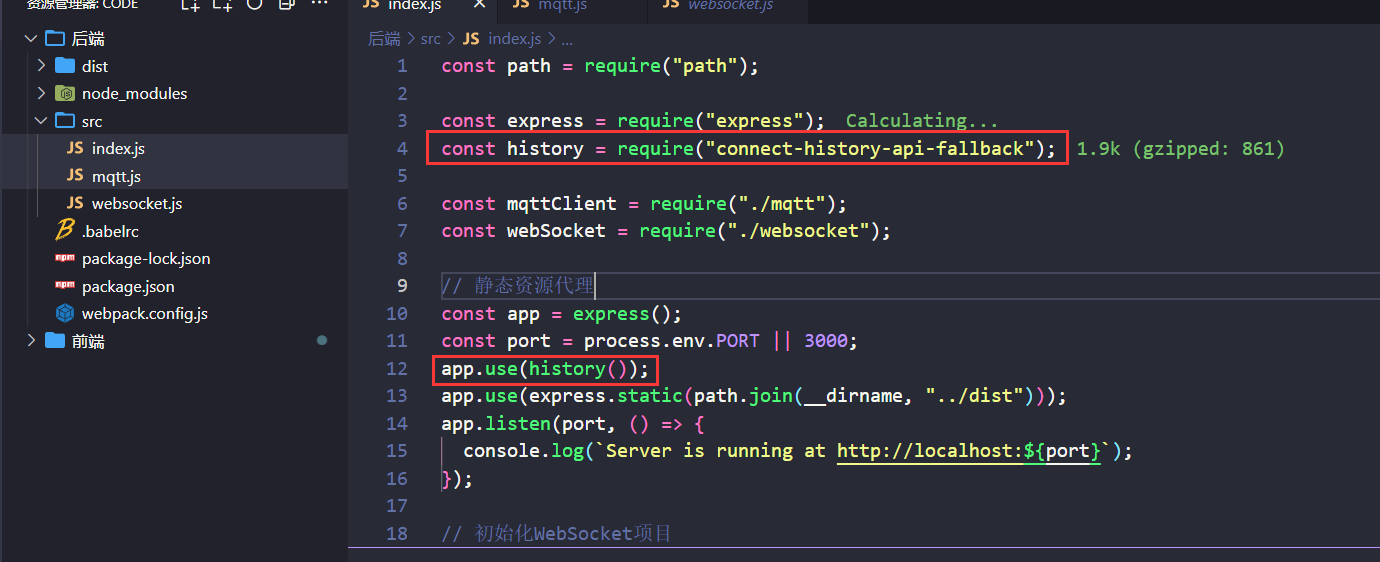 资源管理器: CODE
index.js
mqtt.js
websocket.js
后端
dist
node_modules
src
index.js
mqtt.js
websocket.js
.babelrc
package-lock.json
package.json
webpack.config.js
前端
后端 > src > JS index.js > ...
1 const path = require("path");
2
3 const express = require("express"); Calculating...
4 const history = require("connect-history-api-fallback"); 1.9k (gzipped: 861)
5
6 const mqttClient = require("./mqtt");
7 const webSocket = require("./websocket");
8
9 // 静态资源代理
10 const app = express();
11 const port = process.env.PORT || 3000;
12 app.use(history());
13 app.use(express.static(path.join(__dirname, "../dist")));
14 app.listen(port, () => {
15 console.log(`Server is running at http://localhost:${port}`);
16 });
17
18 // 初始化WebSocket项目